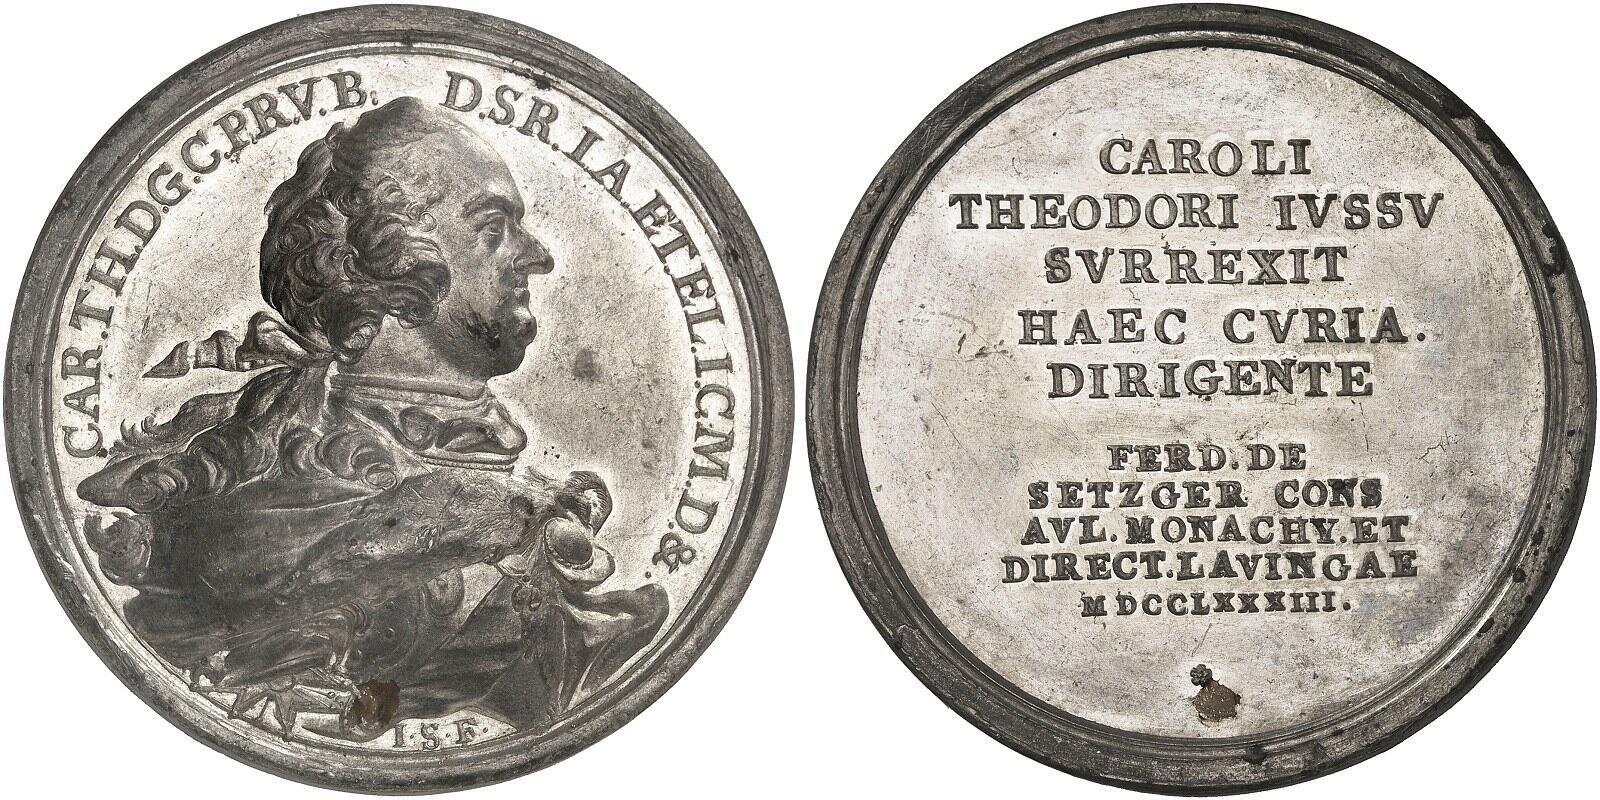 CAR.TH.D.G.C.P.R.V.B. D.S.R.I.A.ET.EL.I.C.M.D.&.
I.S.F.
CAROLI
THEODORI IVSSV
SVRREXIT
HAEC CVRIA.
DIRIGENTE
FERD.DE
SETZGER CONS
AVL.MONACHY.ET
DIRECT.LAVINGAE
MDCCLXXXIII.